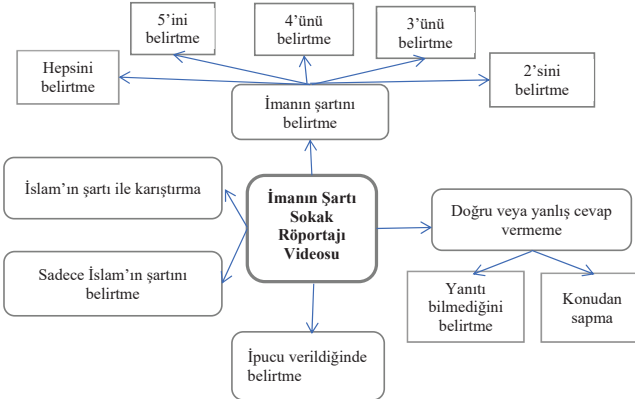 5’ini
belirtme
4’ünü
belirtme
3’ünü
belirtme
Hepsini
belirtme
2’sini
belirtme
İmanın şartını
belirtme
İslam’ın şartı ile karıştırma
İmanın Şartı
Sokak
Röportajı
Videosu
Doğru veya yanlış cevap
vermeme
Sadece İslam’ın şartını
belirtme
Yanıtı
bilmediğini
belirtme
Konudan
sapma
İpucu verildiğinde
belirtme